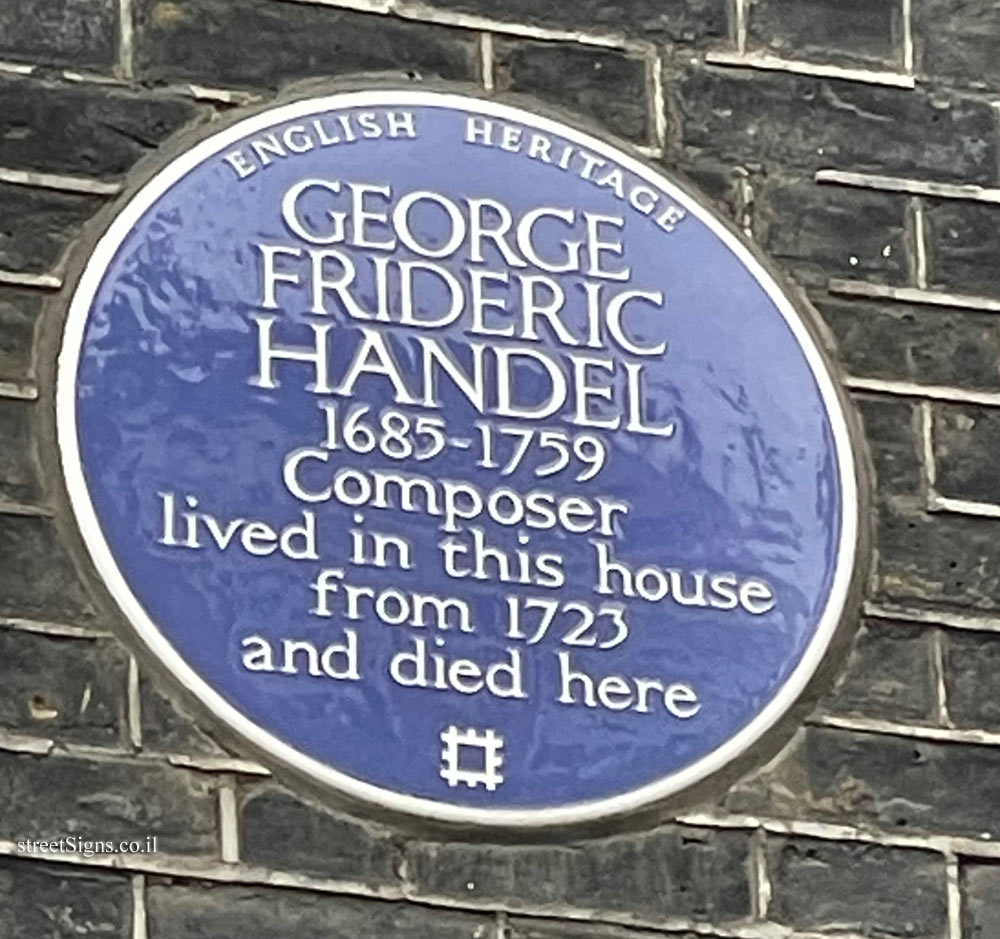 ENGLISH HERITAGE
GEORGE
FRIDERIC
HANDEL
1685-1759
Composer
lived in this house
from 1723
and died here
streetSigns.co.il